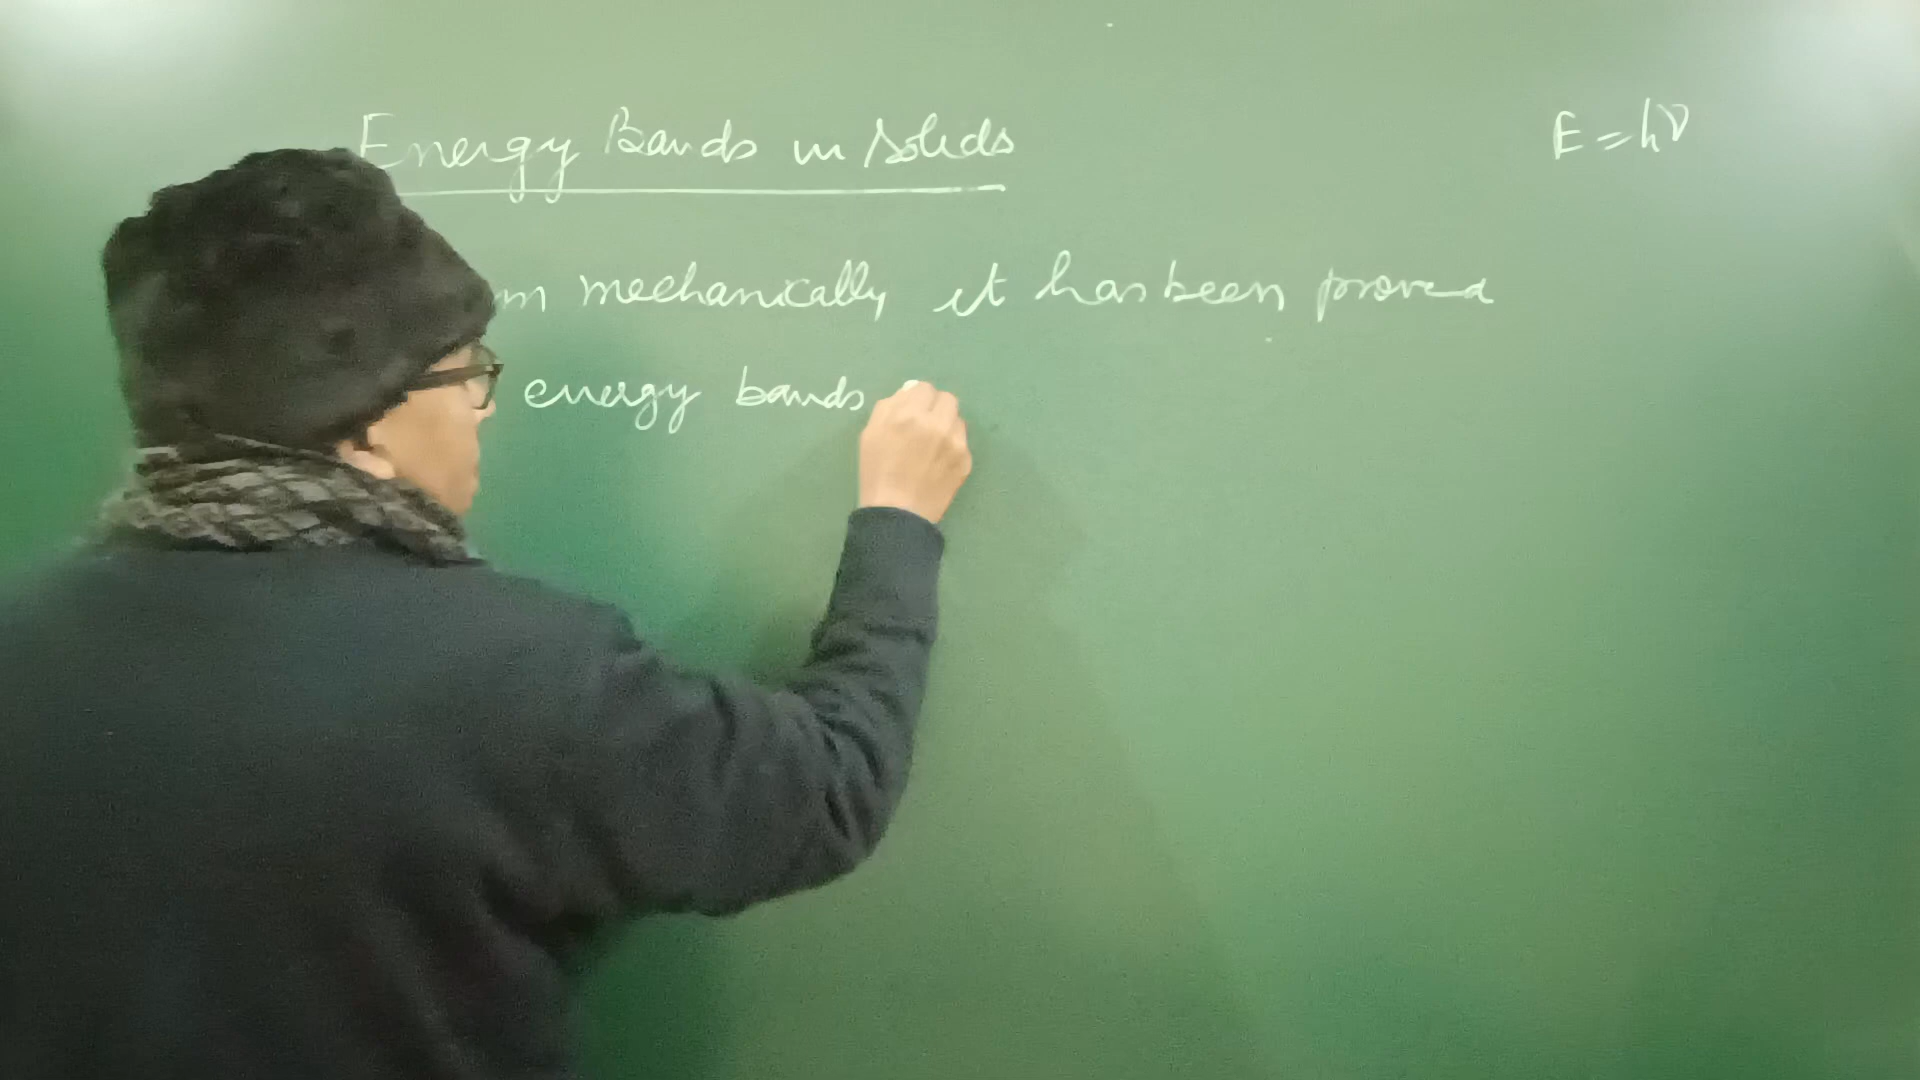 Energy Bands in solids
E = hν
mechanically it has been proved
energy bands